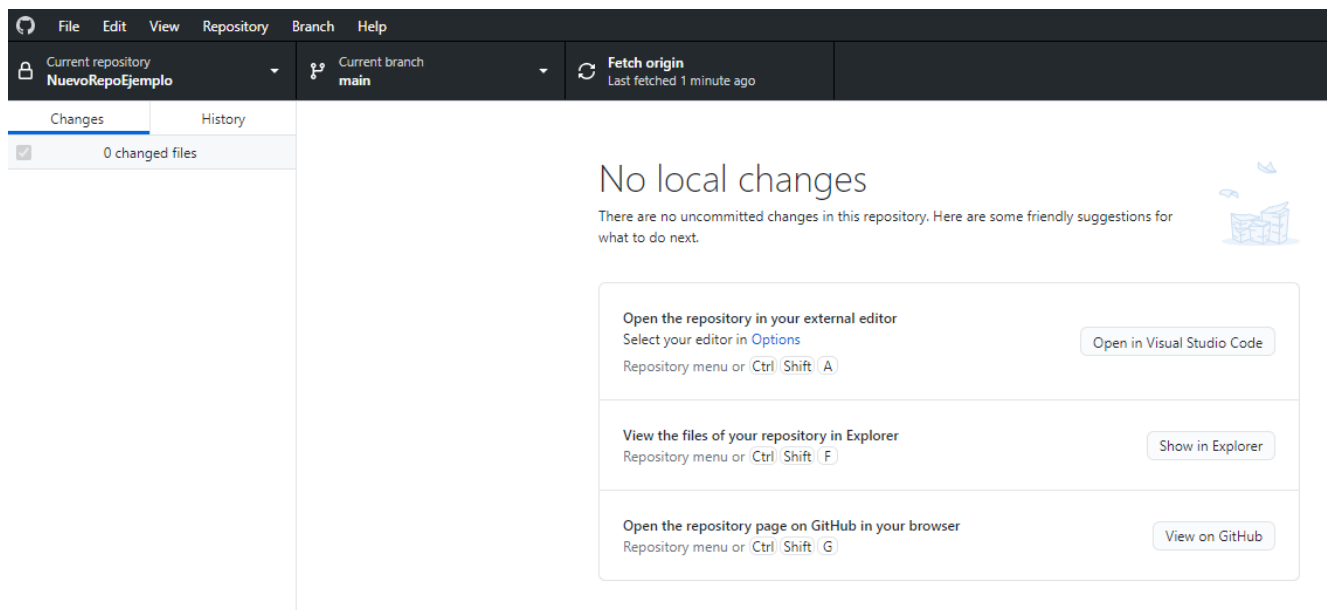 File Edit View Repository Branch Help
Current repository
NuevoRepoEjemplo
Current branch
main
Fetch origin
Last fetched 1 minute ago
Changes History
0 changed files
No local changes
There are no uncommitted changes in this repository. Here are some friendly suggestions for
what to do next.
Open the repository in your external editor
Select your editor in Options
Repository menu or Ctrl Shift A
Open in Visual Studio Code
View the files of your repository in Explorer
Repository menu or Ctrl Shift F
Show in Explorer
Open the repository page on GitHub in your browser
Repository menu or Ctrl Shift G
View on GitHub